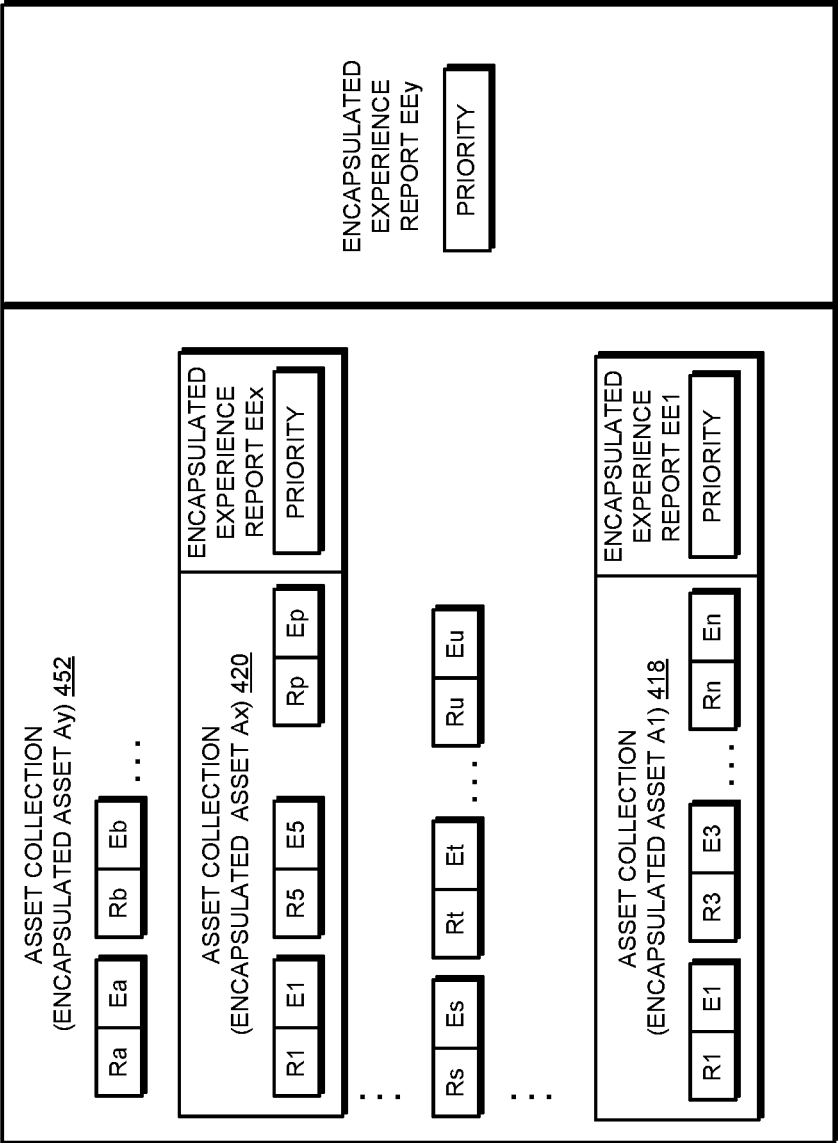 ASSET COLLECTION
(ENCAPSULATED ASSET Ay) 452
Ra Ea Rb Eb ...
ASSET COLLECTION
(ENCAPSULATED ASSET Ax) 420
R1 E1 R5 E5 Rp Ep
ENCAPSULATED
EXPERIENCE
REPORT EEx
PRIORITY
...
Rs Es Rt Et ... Ru Eu
...
ASSET COLLECTION
(ENCAPSULATED ASSET A1) 418
R1 E1 R3 E3 ... Rn En
ENCAPSULATED
EXPERIENCE
REPORT EE1
PRIORITY
ENCAPSULATED
EXPERIENCE
REPORT EEy
PRIORITY